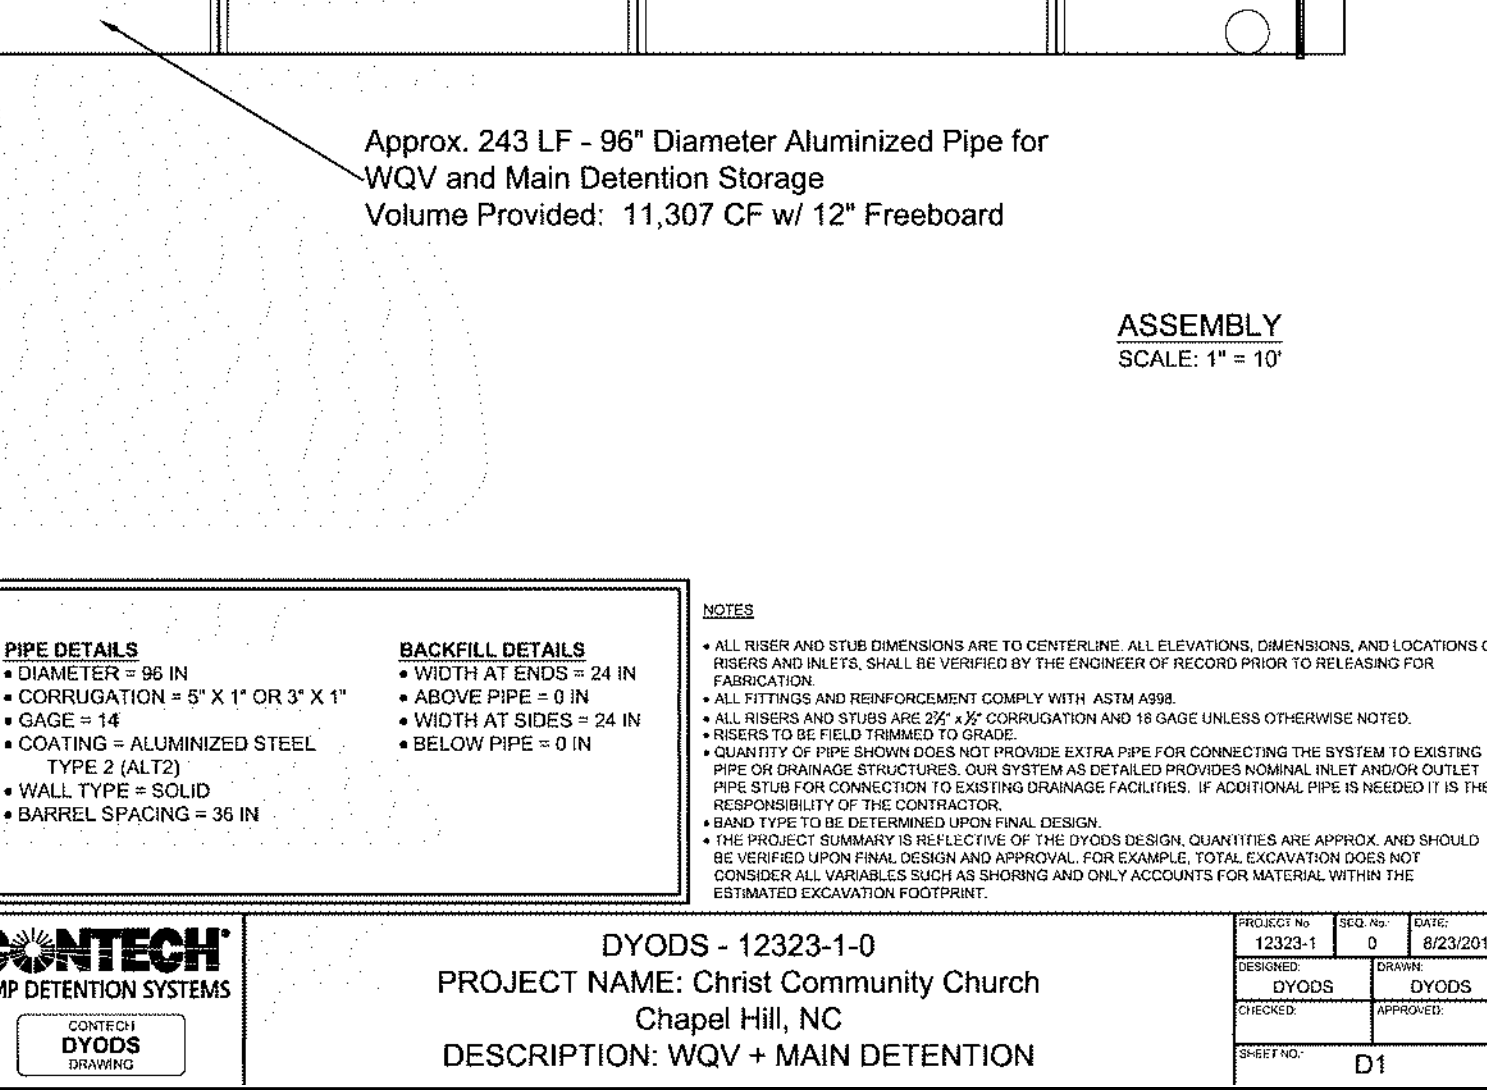 Approx. 243 LF - 96" Diameter Aluminized Pipe for
WQV and Main Detention Storage
Volume Provided: 11,307 CF w/ 12" Freeboard
ASSEMBLY
SCALE: 1" = 10'
PIPE DETAILS
• DIAMETER = 96 IN
• CORRUGATION = 5" X 1" OR 3" X 1"
• GAGE = 14
• COATING = ALUMINIZED STEEL
TYPE 2 (ALT2)
• WALL TYPE = SOLID
• BARREL SPACING = 36 IN
BACKFILL DETAILS
• WIDTH AT ENDS = 24 IN
• ABOVE PIPE = 0 IN
• WIDTH AT SIDES = 24 IN
• BELOW PIPE = 0 IN
NOTES
• ALL RISER AND STUB DIMENSIONS ARE TO CENTERLINE. ALL ELEVATIONS, DIMENSIONS, AND LOCATIONS O
RISERS AND INLETS, SHALL BE VERIFIED BY THE ENGINEER OF RECORD PRIOR TO RELEASING FOR
FABRICATION.
• ALL FITTINGS AND REINFORCEMENT COMPLY WITH ASTM A998.
• ALL RISERS AND STUBS ARE 2⅔" x ½" CORRUGATION AND 16 GAGE UNLESS OTHERWISE NOTED.
• RISERS TO BE FIELD TRIMMED TO GRADE.
• QUANTITY OF PIPE SHOWN DOES NOT PROVIDE EXTRA PIPE FOR CONNECTING THE SYSTEM TO EXISTING
PIPE OR DRAINAGE STRUCTURES. OUR SYSTEM AS DETAILED PROVIDES NOMINAL INLET AND/OR OUTLET
PIPE STUB FOR CONNECTION TO EXISTING DRAINAGE FACILITIES. IF ADDITIONAL PIPE IS NEEDED IT IS THE
RESPONSIBILITY OF THE CONTRACTOR.
• BAND TYPE TO BE DETERMINED UPON FINAL DESIGN.
• THE PROJECT SUMMARY IS REFLECTIVE OF THE DYODS DESIGN, QUANTITIES ARE APPROX. AND SHOULD
BE VERIFIED UPON FINAL DESIGN AND APPROVAL. FOR EXAMPLE, TOTAL EXCAVATION DOES NOT
CONSIDER ALL VARIABLES SUCH AS SHORING AND ONLY ACCOUNTS FOR MATERIAL WITHIN THE
ESTIMATED EXCAVATION FOOTPRINT.
CONTECH®
MP DETENTION SYSTEMS
CONTECH
DYODS
DRAWING
DYODS - 12323-1-0
PROJECT NAME: Christ Community Church
Chapel Hill, NC
DESCRIPTION: WQV + MAIN DETENTION
PROJECT No
12323-1
SEQ. No.:
0
DATE:
8/23/201
DESIGNED:
DYODS
DRAWN:
DYODS
CHECKED:
APPROVED:
SHEET NO.:
D1